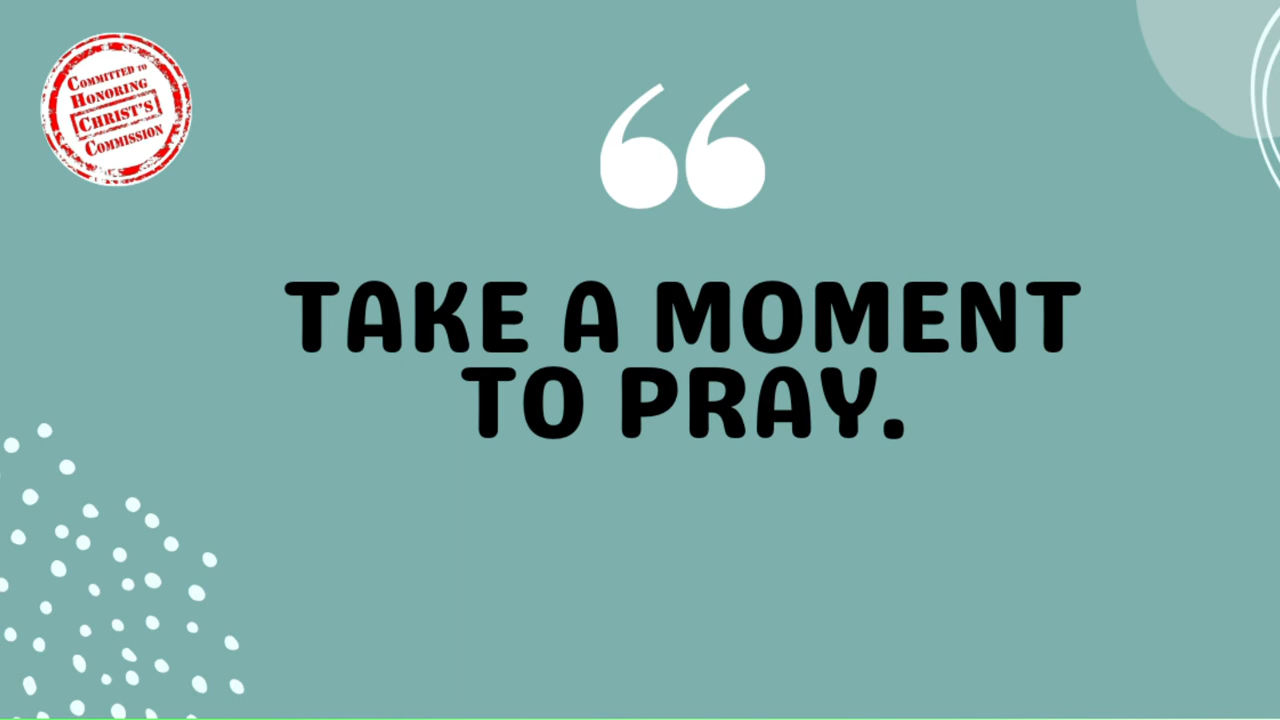 COMMITTED TO
HONORING
CHRIST'S
COMMISSION
“
TAKE A MOMENT
TO PRAY.